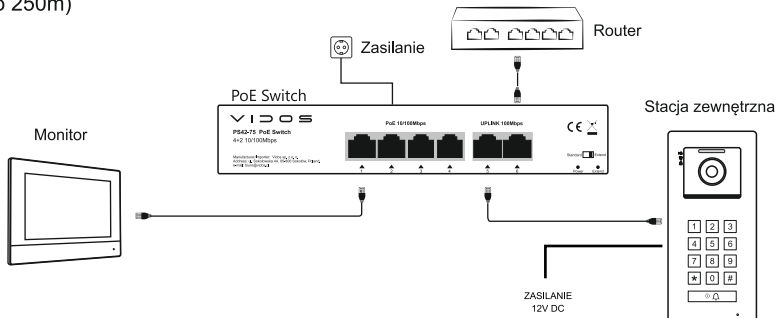 250m)
Zasilanie
Router
PoE Switch
VIDOS
PS42-75 PoE Switch
4+2 10/100Mbps
PoE 10/100Mbps
UPLINK 100Mbps
CE
Standard Extend
Power Extend
1 2 3 4 5 6
Stacja zewnętrzna
Monitor
1 2 3
4 5 6
7 8 9
* 0 #
ZASILANIE
12V DC